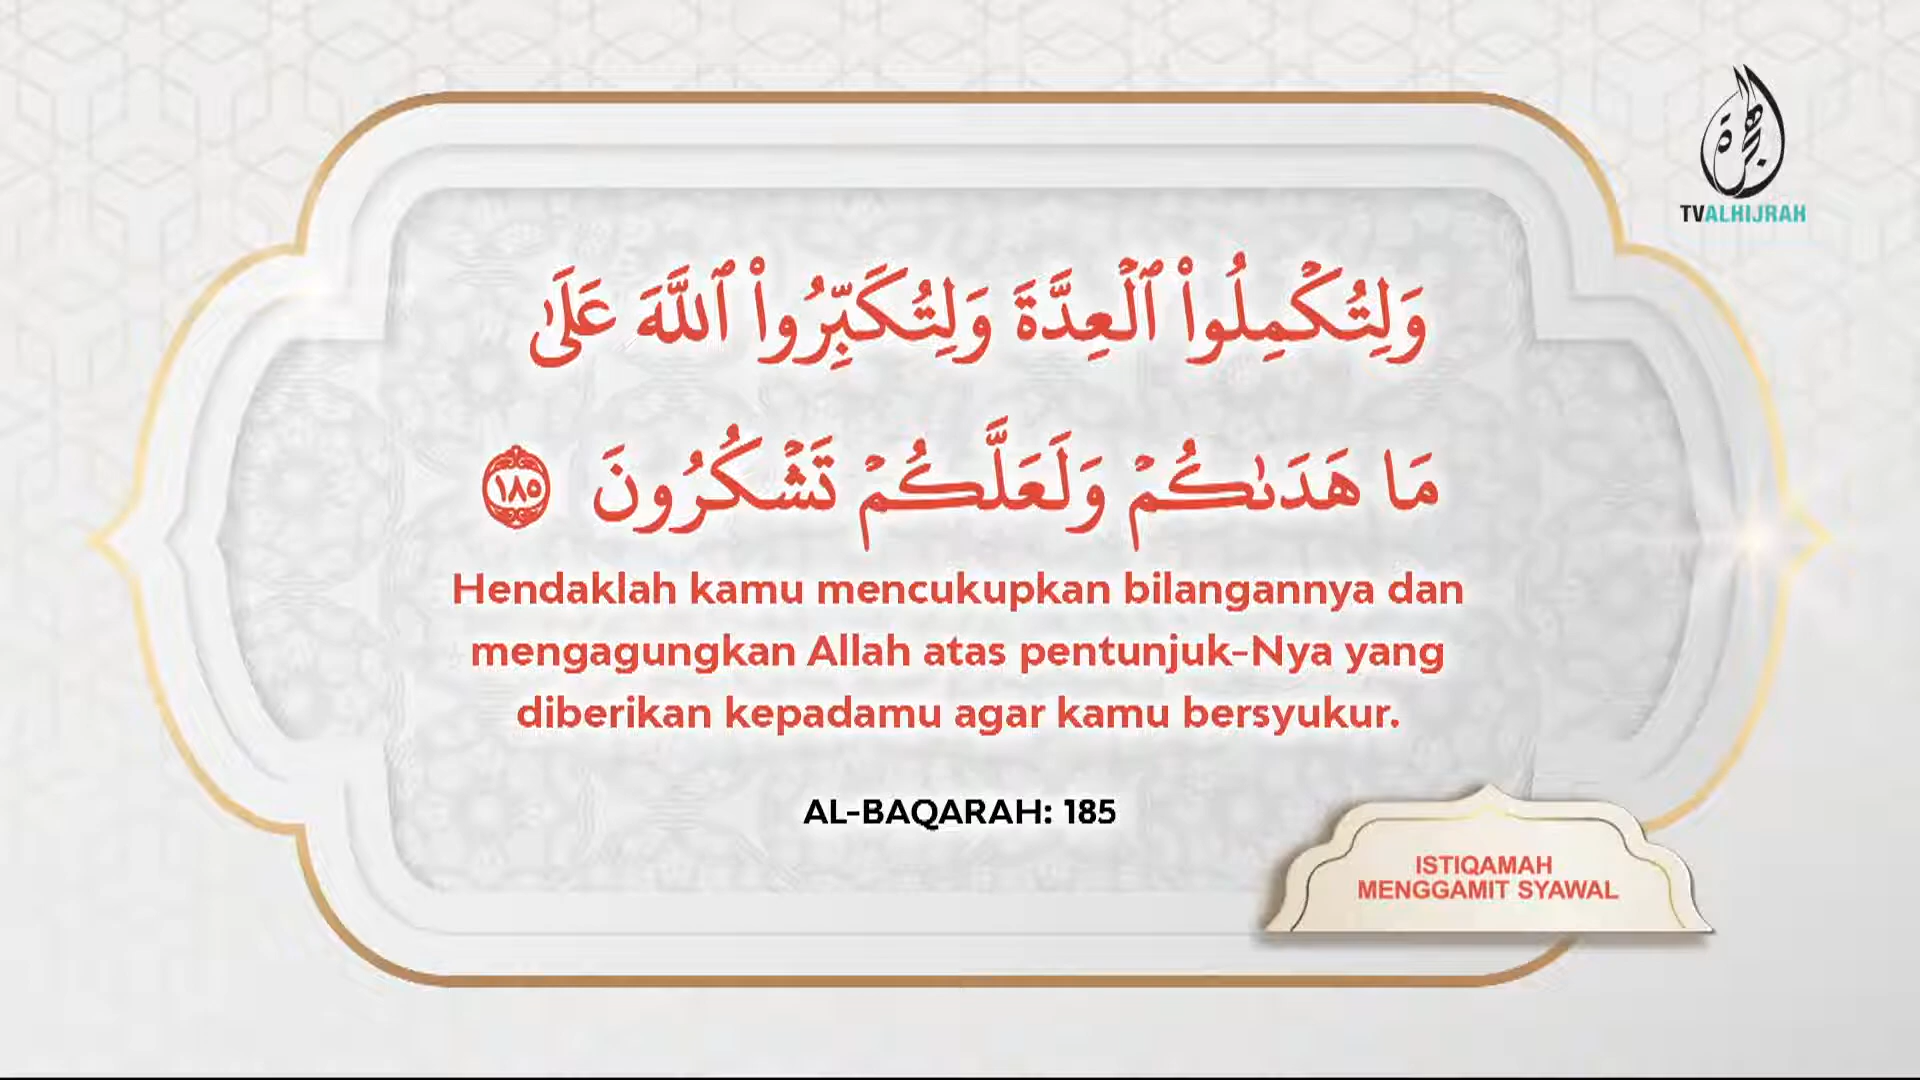 هجرة
TVALHIJRAH
وَلِتُكْمِلُوا۟ ٱلْعِدَّةَ وَلِتُكَبِّرُوا۟ ٱللَّهَ عَلَىٰ
مَا هَدَىٰكُمْ وَلَعَلَّكُمْ تَشْكُرُونَ ١٨٥
Hendaklah kamu mencukupkan bilangannya dan
mengagungkan Allah atas pentunjuk-Nya yang
diberikan kepadamu agar kamu bersyukur.
AL-BAQARAH: 185
ISTIQAMAH
MENGGAMIT SYAWAL